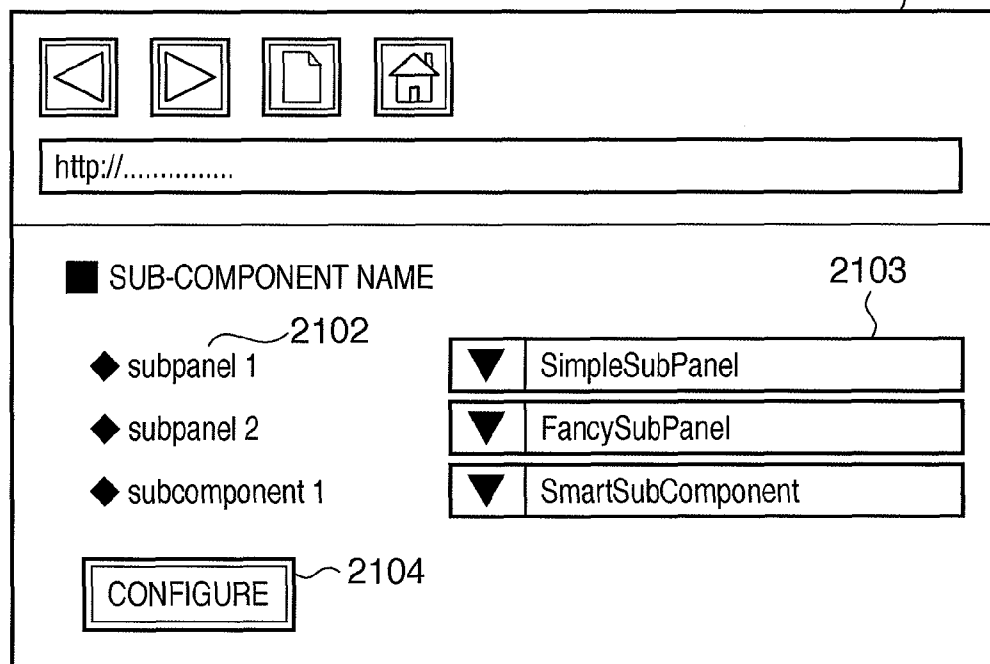 http://...............
SUB-COMPONENT NAME
2103
2102
subpanel 1
SimpleSubPanel
subpanel 2
FancySubPanel
subcomponent 1
SmartSubComponent
CONFIGURE
2104